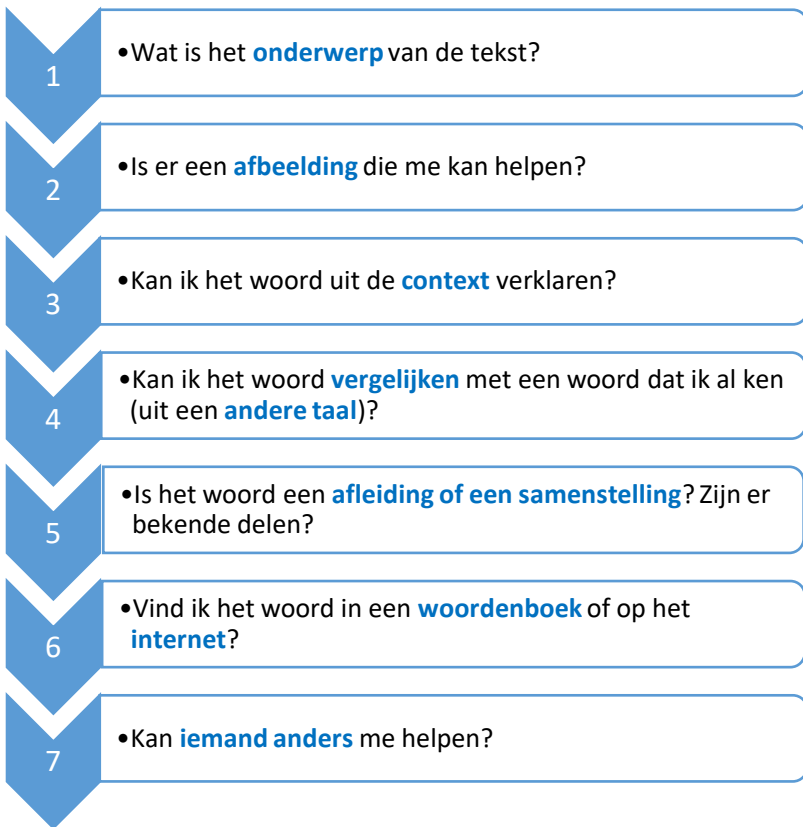 1
•Wat is het onderwerp van de tekst?
2
•Is er een afbeelding die me kan helpen?
3
•Kan ik het woord uit de context verklaren?
4
•Kan ik het woord vergelijken met een woord dat ik al ken
(uit een andere taal)?
5
•Is het woord een afleiding of een samenstelling? Zijn er
bekende delen?
6
•Vind ik het woord in een woordenboek of op het
internet?
7
•Kan iemand anders me helpen?